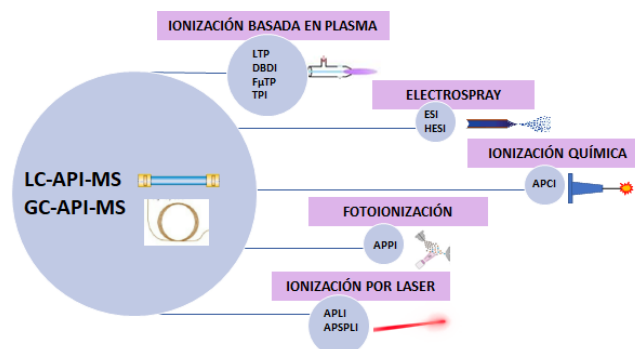 IONIZACIÓN BASADA EN PLASMA
LTP
DBDI
FµTP
TPI
ELECTROSPRAY
ESI
HESI
IONIZACIÓN QUÍMICA
APCI
LC-API-MS
GC-API-MS
FOTOIONIZACIÓN
APPI
IONIZACIÓN POR LASER
APLI
APSPLI